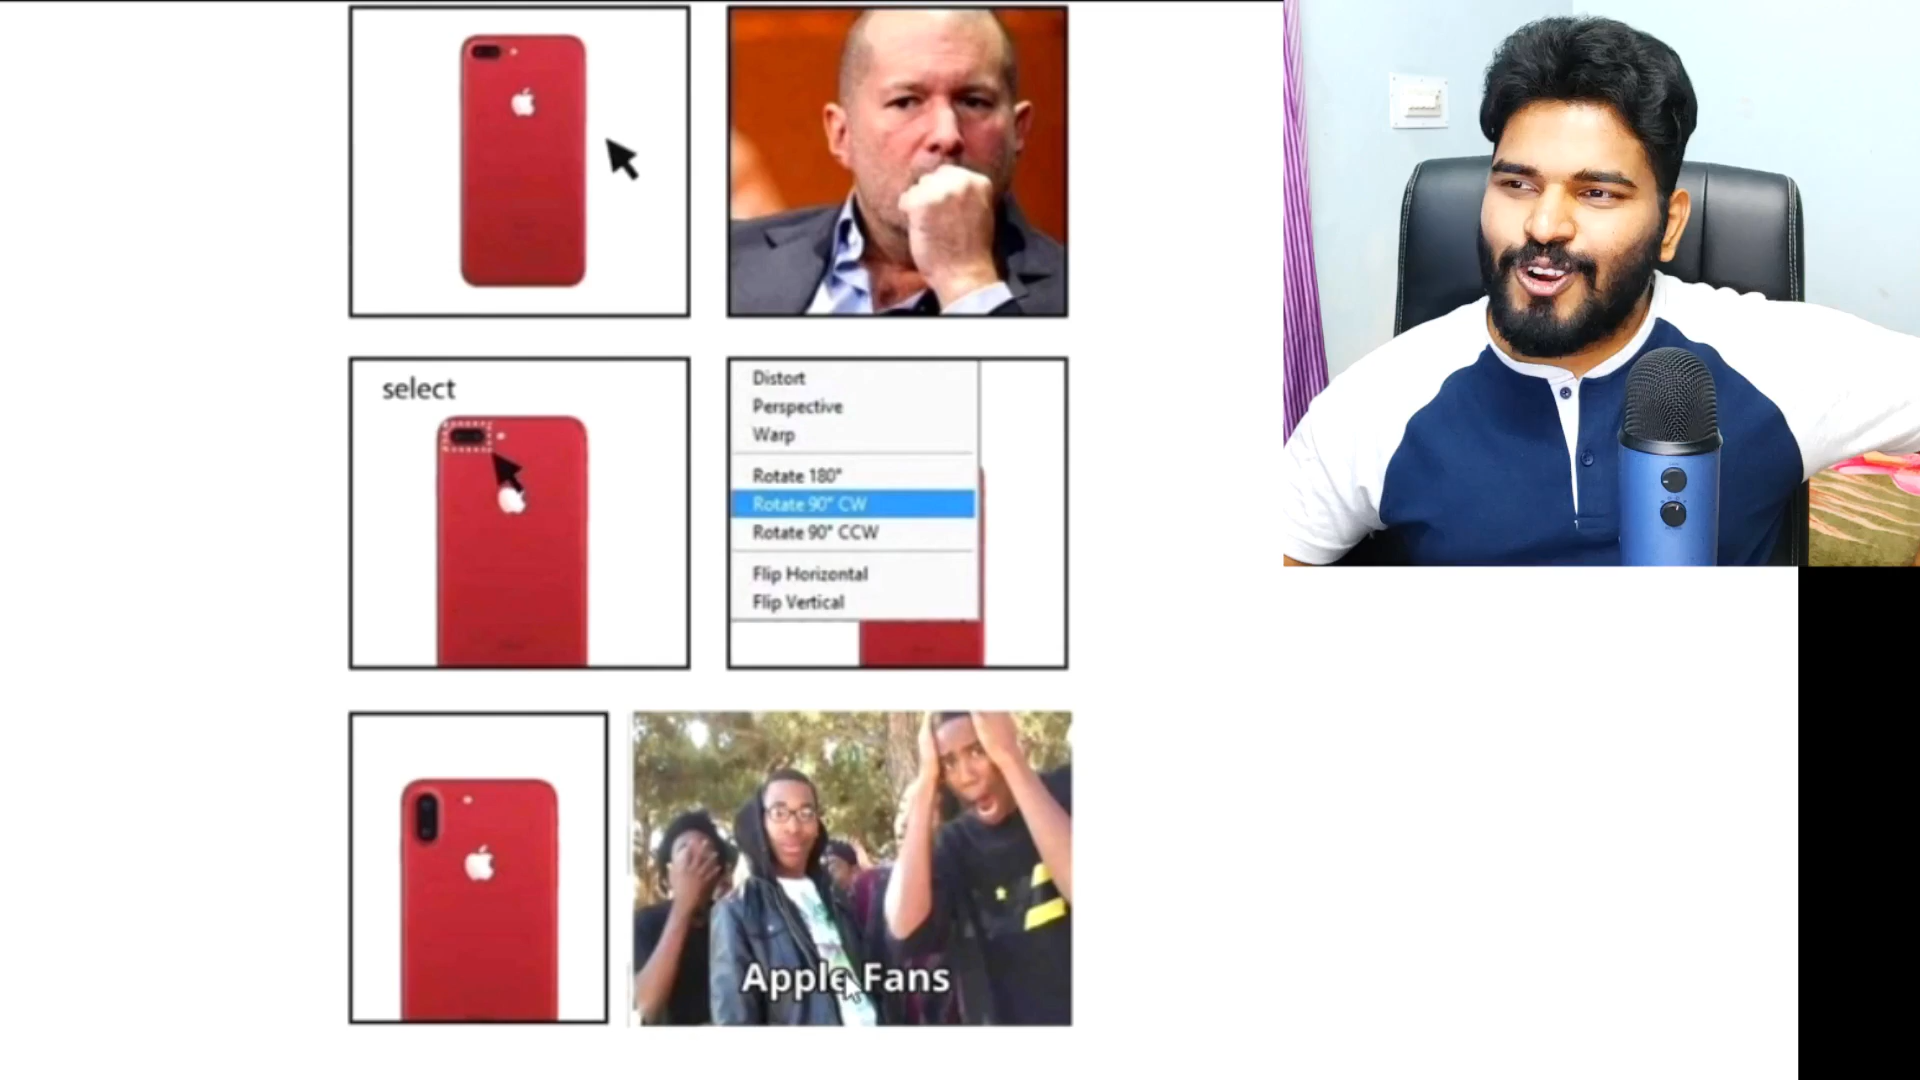 select
Distort
Perspective
Warp
Rotate 180°
Rotate 90° CW
Rotate 90° CCW
Flip Horizontal
Flip Vertical
Apple Fans